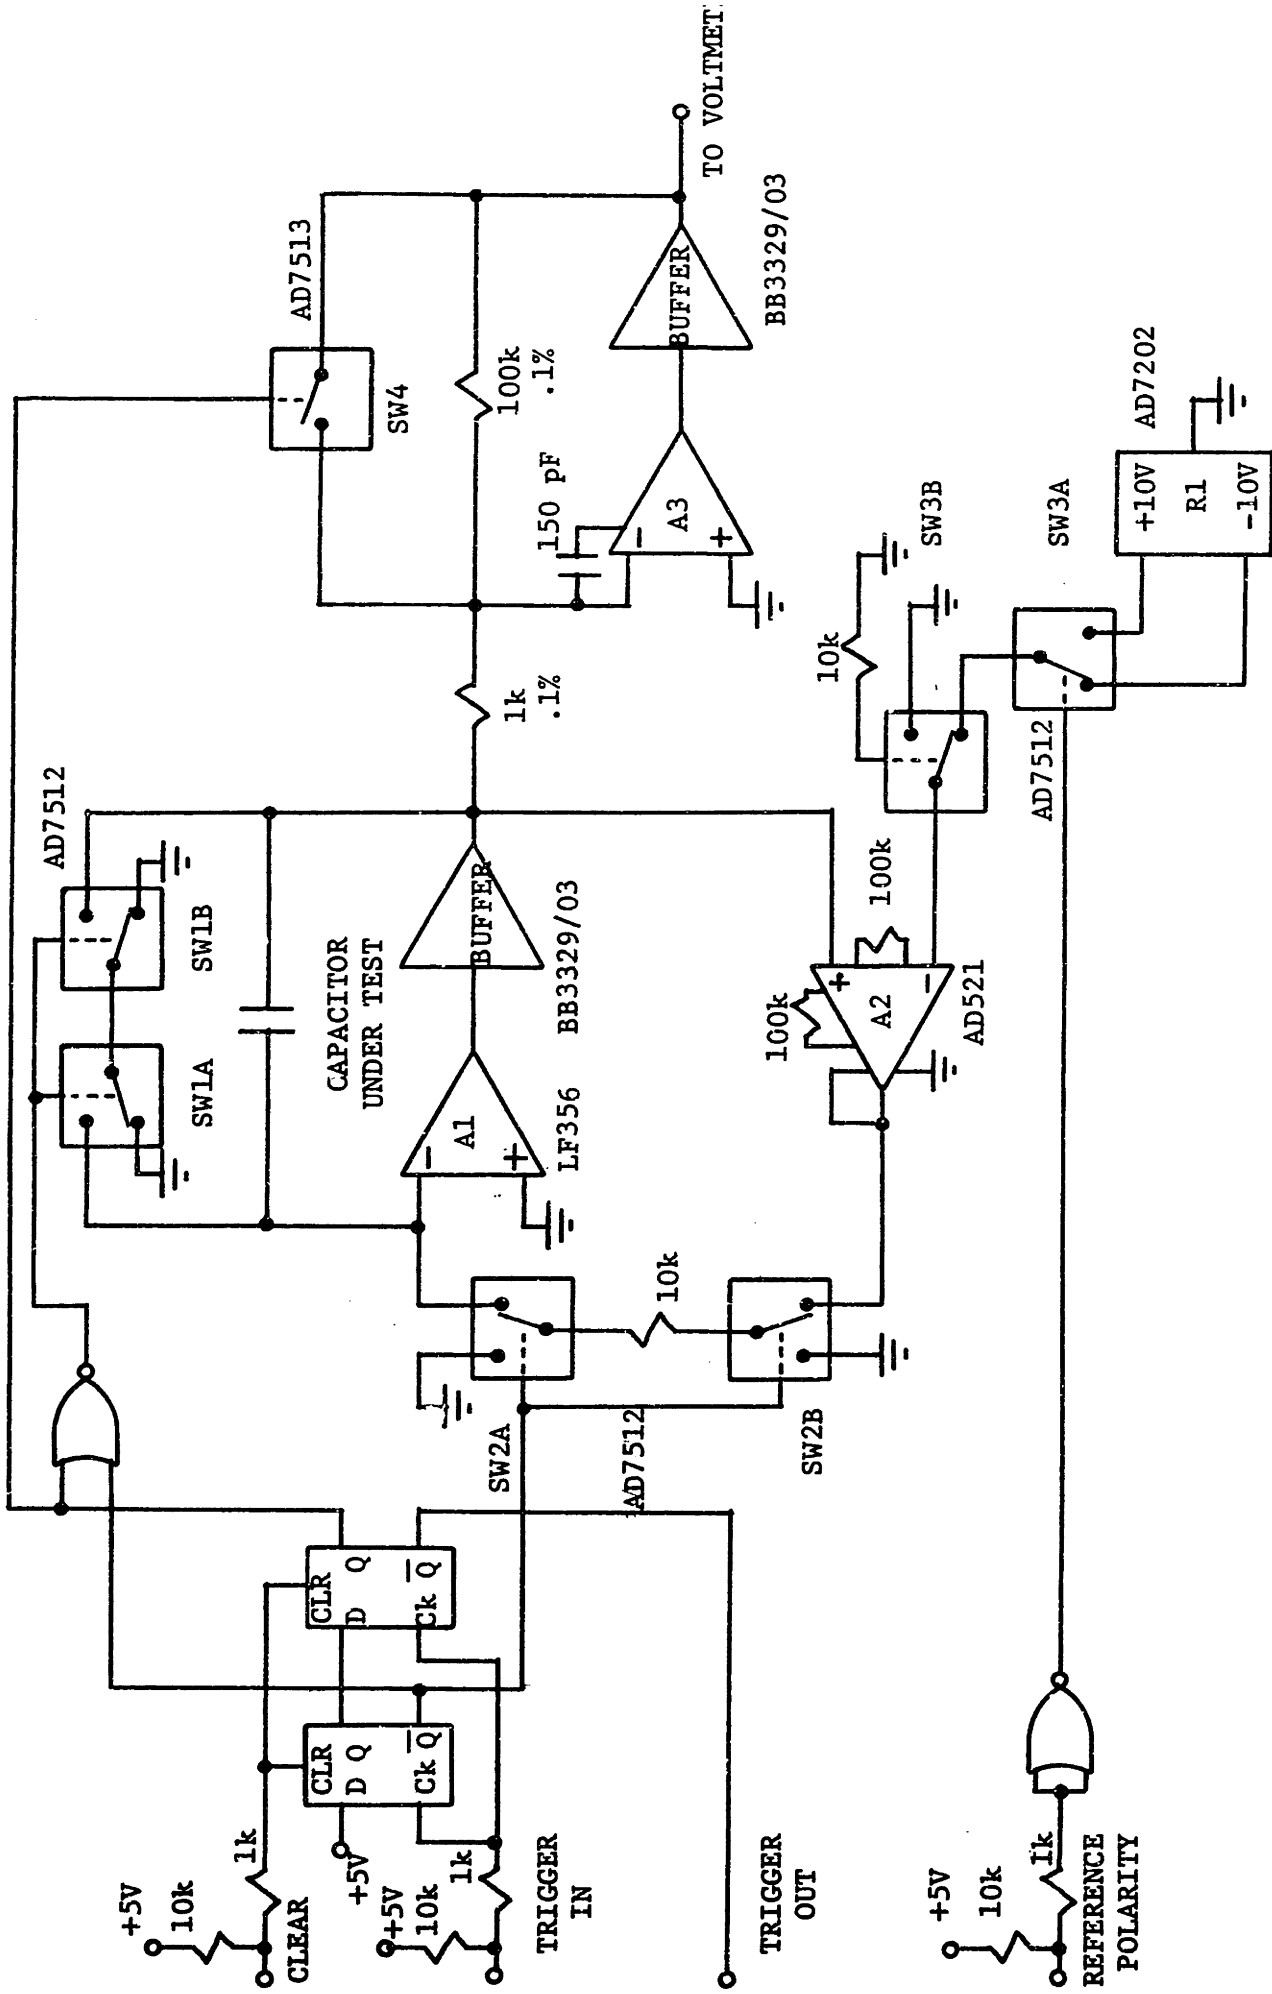 AD7512
SW1A
SW1B
CAPACITOR
UNDER TEST
AD7513
SW4
100k
.1%
1k
.1%
150 pF
A1
LF356
BUFFER
BB3329/03
A3
BUFFER
BB3329/03
TO VOLTMET
+5V
10k
1k
CLEAR
+5V
CLR
D Q
Ck Q
CLR
D Q
Ck Q
+5V
10k
1k
TRIGGER
IN
SW2A
AD7512
10k
SW2B
TRIGGER
OUT
100k
A2
AD521
100k
10k
SW3B
AD7512
SW3A
AD7202
+10V
R1
-10V
+5V
10k
1k
REFERENCE
POLARITY